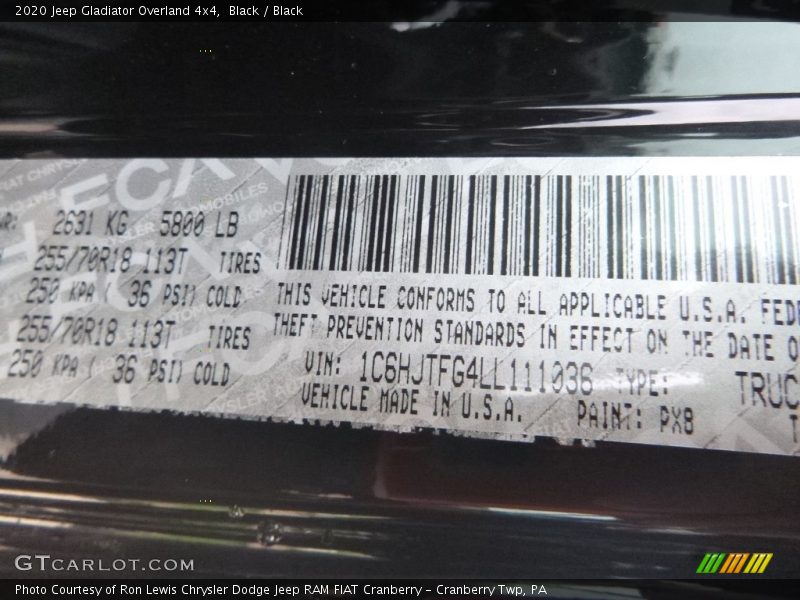 2020 Jeep Gladiator Overland 4x4, Black / Black
2631 KG 5800 LB
255/70R18 113T TIRES
250 KPA ( 36 PSI) COLD
255/70R18 113T TIRES
250 KPA ( 36 PSI) COLD
THIS VEHICLE CONFORMS TO ALL APPLICABLE U.S.A. FEDE
THEFT PREVENTION STANDARDS IN EFFECT ON THE DATE O
VIN: 1C6HJTFG4LL111036 TYPE: TRUC
VEHICLE MADE IN U.S.A. PAINT: PX8
GTCARLOT.COM
Photo Courtesy of Ron Lewis Chrysler Dodge Jeep RAM FIAT Cranberry – Cranberry Twp, PA